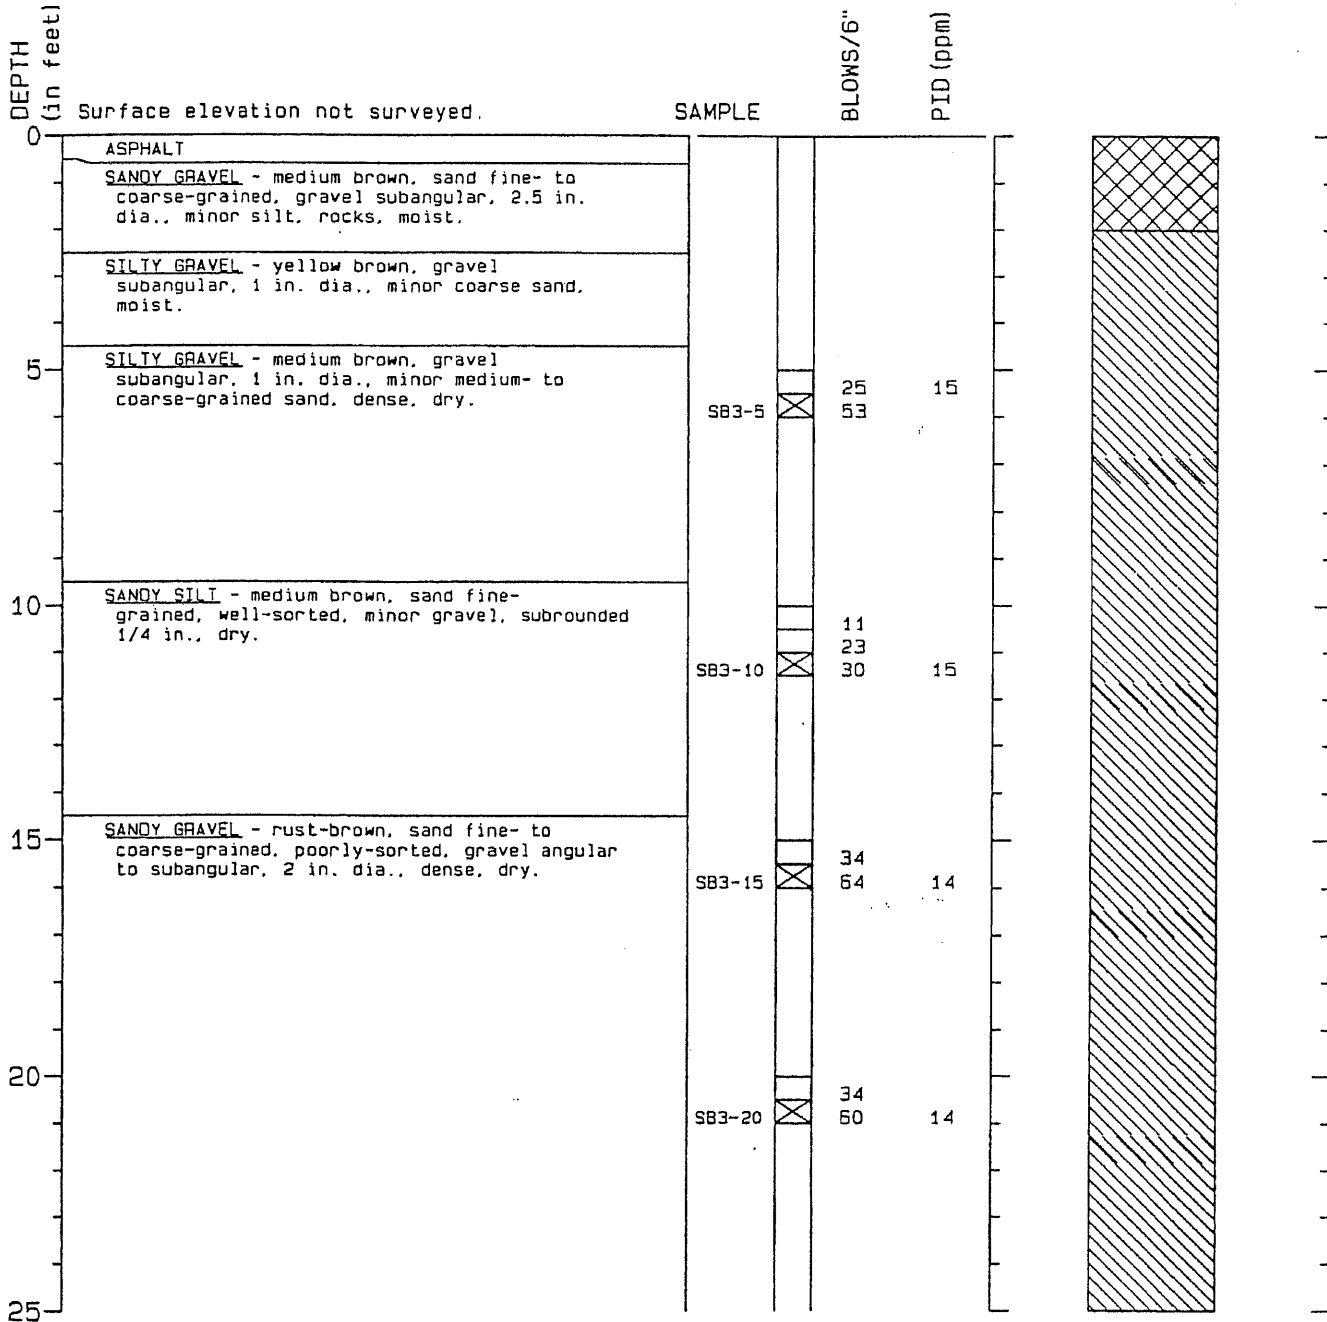 DEPTH
(in feet)
Surface elevation not surveyed.
SAMPLE
BLOWS/6"
PID (ppm)
0
ASPHALT
SANDY GRAVEL - medium brown, sand fine- to
coarse-grained, gravel subangular, 2.5 in.
dia., minor silt, rocks, moist.
SILTY GRAVEL - yellow brown, gravel
subangular, 1 in. dia., minor coarse sand,
moist.
5
SILTY GRAVEL - medium brown, gravel
subangular, 1 in. dia., minor medium- to
coarse-grained sand, dense, dry.
25 15
SB3-5 53
10
SANDY SILT - medium brown, sand fine-
grained, well-sorted, minor gravel, subrounded
1/4 in., dry.
11
23
SB3-10 30 15
15
SANDY GRAVEL - rust-brown, sand fine- to
coarse-grained, poorly-sorted, gravel angular
to subangular, 2 in. dia., dense, dry.
34
SB3-15 64 14
20
34
SB3-20 60 14
25